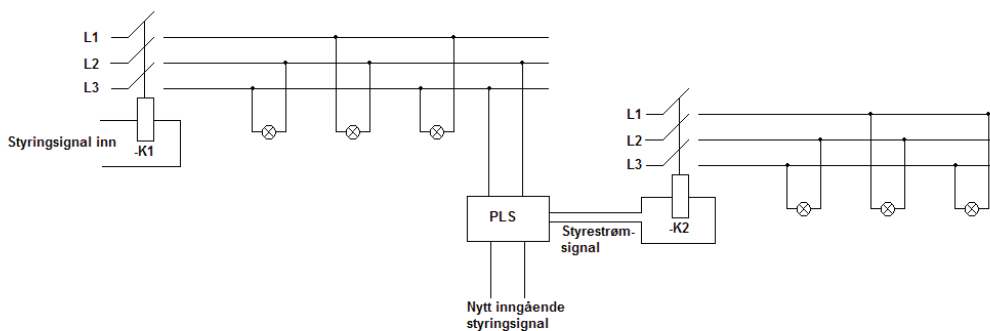 L1
L2
L3
Styringsignal inn
-K1
L1
L2
L3
-K2
PLS
Styrestrøm-
signal
Nytt inngående
styringsignal